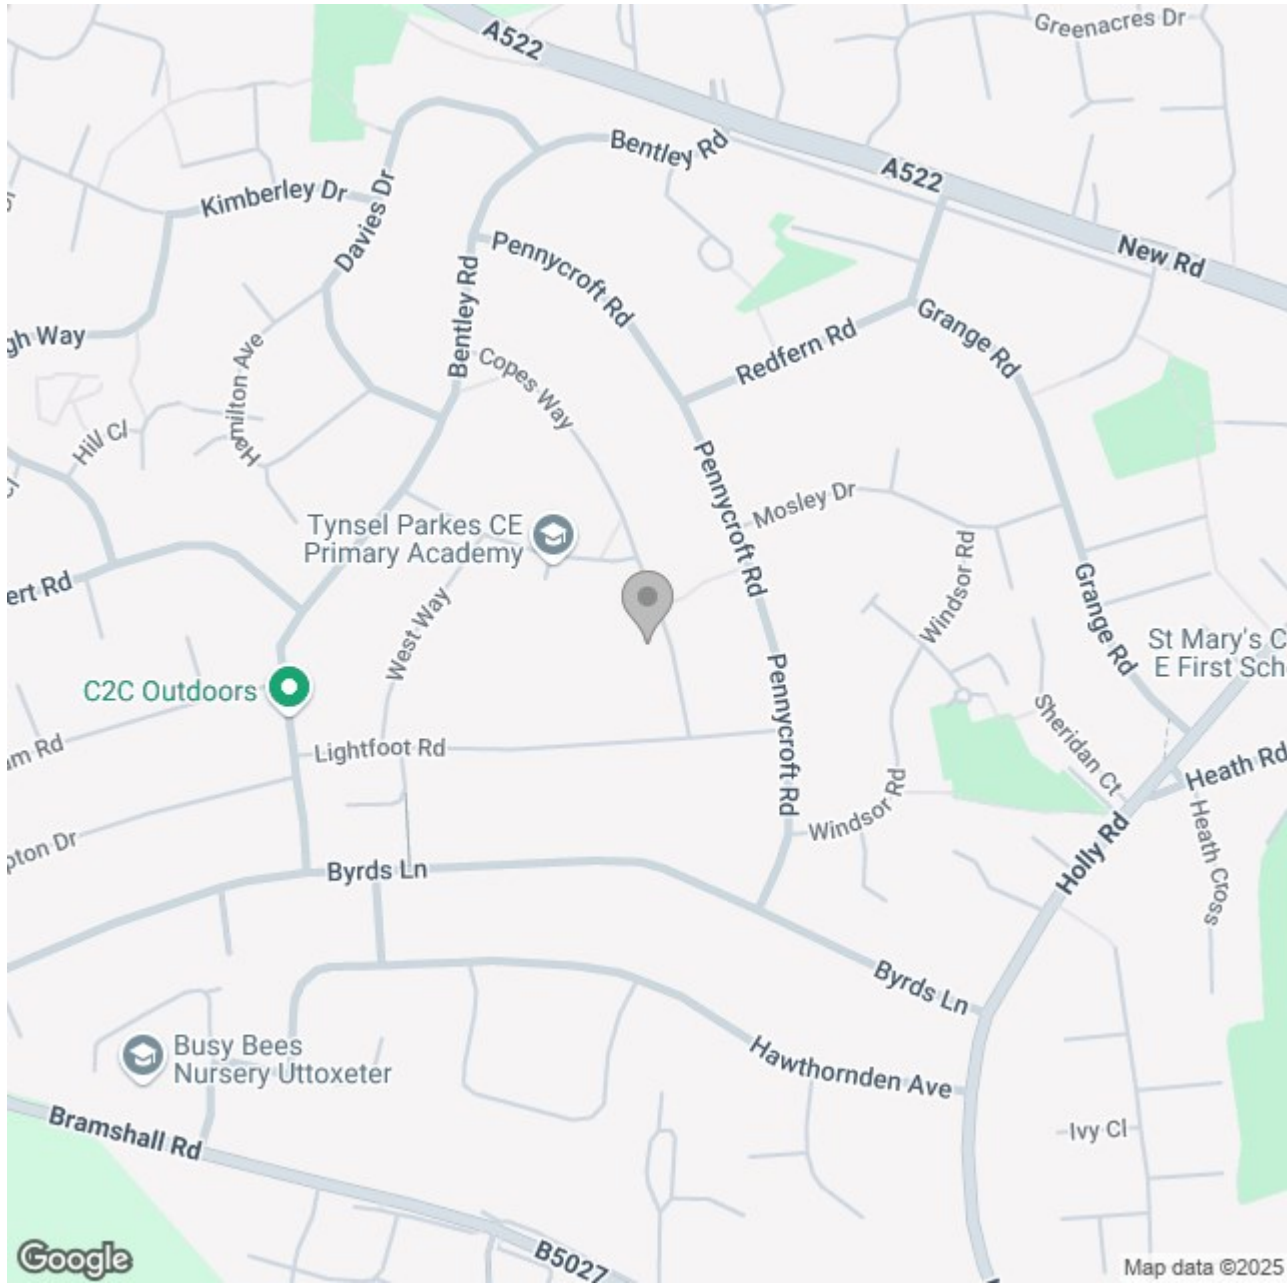 A522
Greenacres Dr
Bentley Rd
A522
Kimberley Dr
Davies Dr
New Rd
Pennycroft Rd
Bentley Rd
gh Way
Redfern Rd
Grange Rd
Copes Way
Hamilton Ave
Hill Cl
Pennycroft Rd
Mosley Dr
Tynsel Parkes CE
Primary Academy
Windsor Rd
ert Rd
Grange Rd
West Way
St Mary's C
E First Sch
C2C Outdoors
Pennycroft Rd
Sheridan Ct
am Rd
Lightfoot Rd
Heath Rd
Windsor Rd
Heath Cross
pton Dr
Holly Rd
Byrds Ln
Byrds Ln
Busy Bees
Nursery Uttoxeter
Hawthornden Ave
Bramshall Rd
Ivy Cl
B5027
Google
Map data ©2025